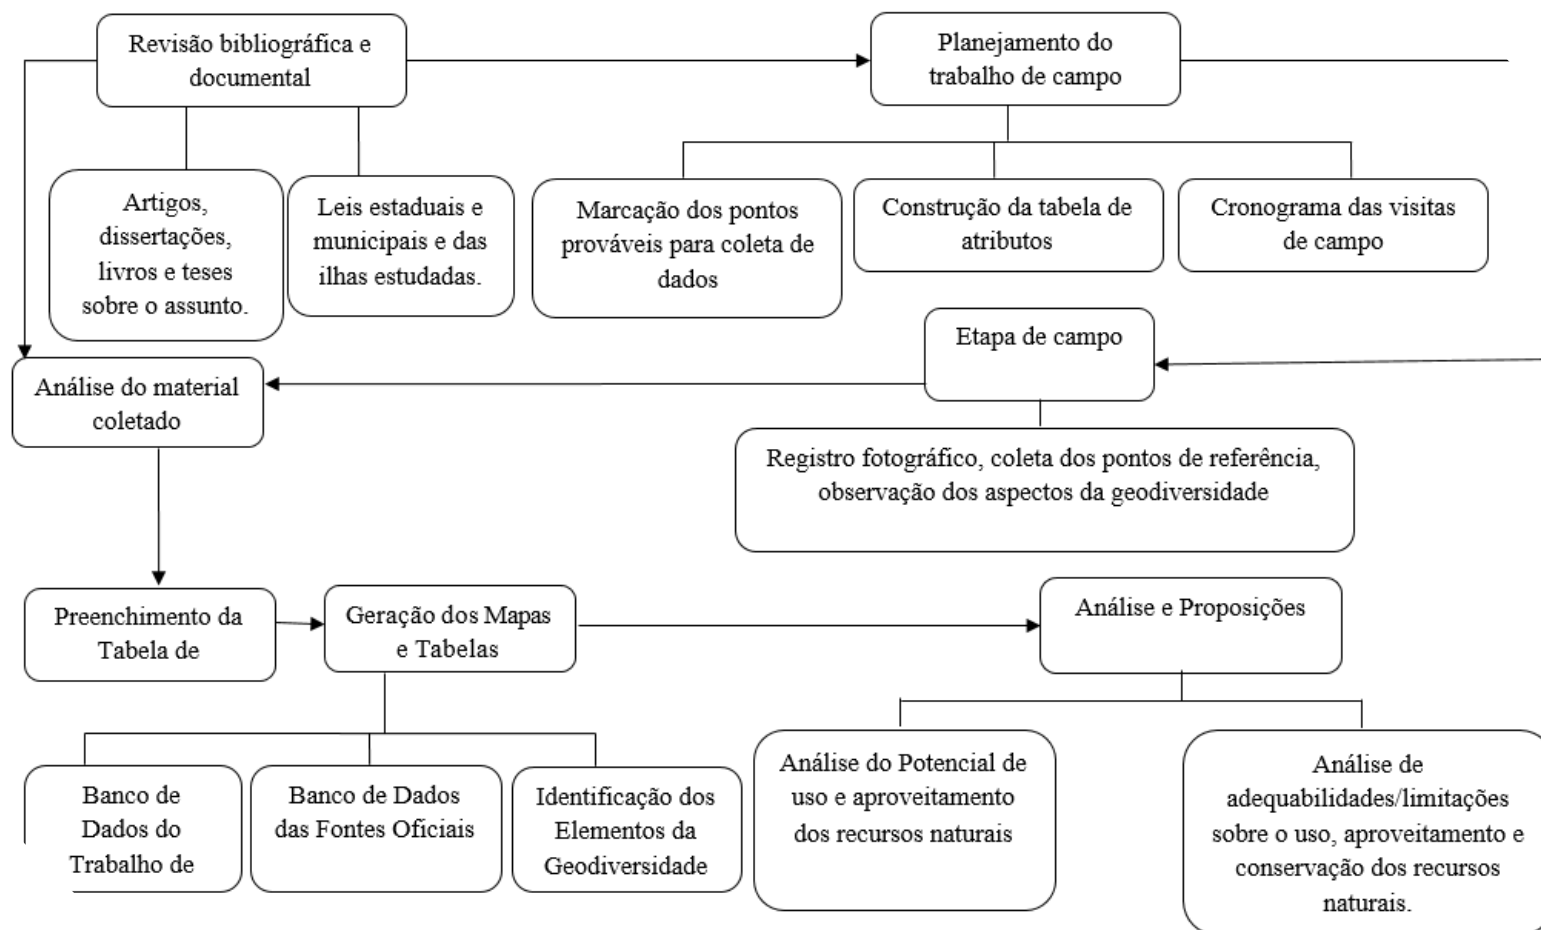 Revisão bibliográfica e
documental
Planejamento do
trabalho de campo
Artigos,
dissertações,
livros e teses
sobre o assunto.
Leis estaduais e
municipais e das
ilhas estudadas.
Marcação dos pontos
prováveis para coleta de
dados
Construção da tabela de
atributos
Cronograma das visitas
de campo
Etapa de campo
Análise do material
coletado
Registro fotográfico, coleta dos pontos de referência,
observação dos aspectos da geodiversidade
Preenchimento da
Tabela de
Geração dos Mapas
e Tabelas
Análise e Proposições
Banco de
Dados do
Trabalho de
Banco de Dados
das Fontes Oficiais
Identificação dos
Elementos da
Geodiversidade
Análise do Potencial de
uso e aproveitamento
dos recursos naturais
Análise de
adequabilidades/limitações
sobre o uso, aproveitamento e
conservação dos recursos
naturais.